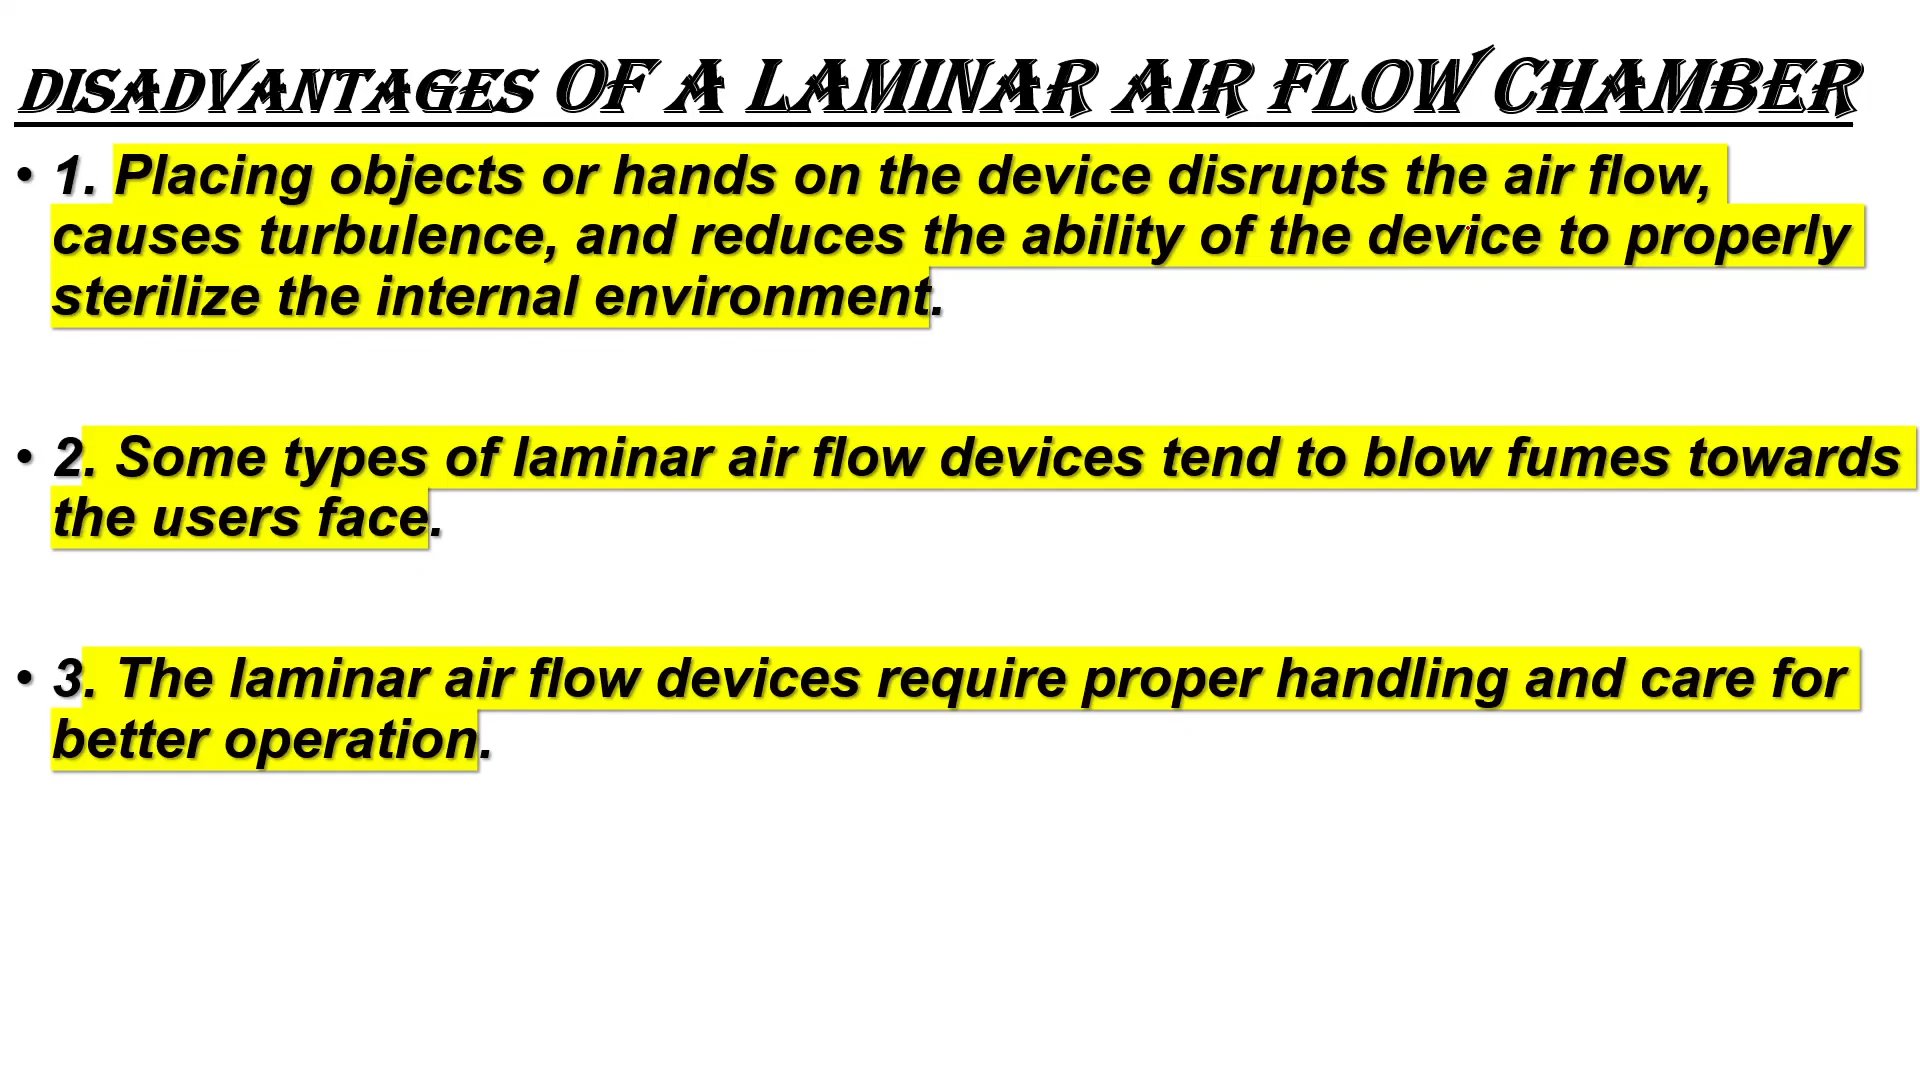 DISADVANTAGES OF A LAMINAR AIR FLOW CHAMBER
• 1. Placing objects or hands on the device disrupts the air flow,
causes turbulence, and reduces the ability of the device to properly
sterilize the internal environment.
• 2. Some types of laminar air flow devices tend to blow fumes towards
the users face.
• 3. The laminar air flow devices require proper handling and care for
better operation.